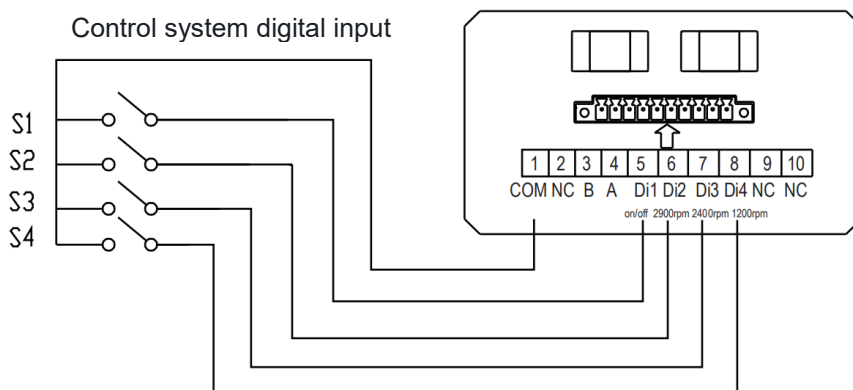 Control system digital input
S1
S2
S3
S4
1 2 3 4 5 6 7 8 9 10
COM NC B A Di1 Di2 Di3 Di4 NC NC
on/off 2900rpm 2400rpm 1200rpm